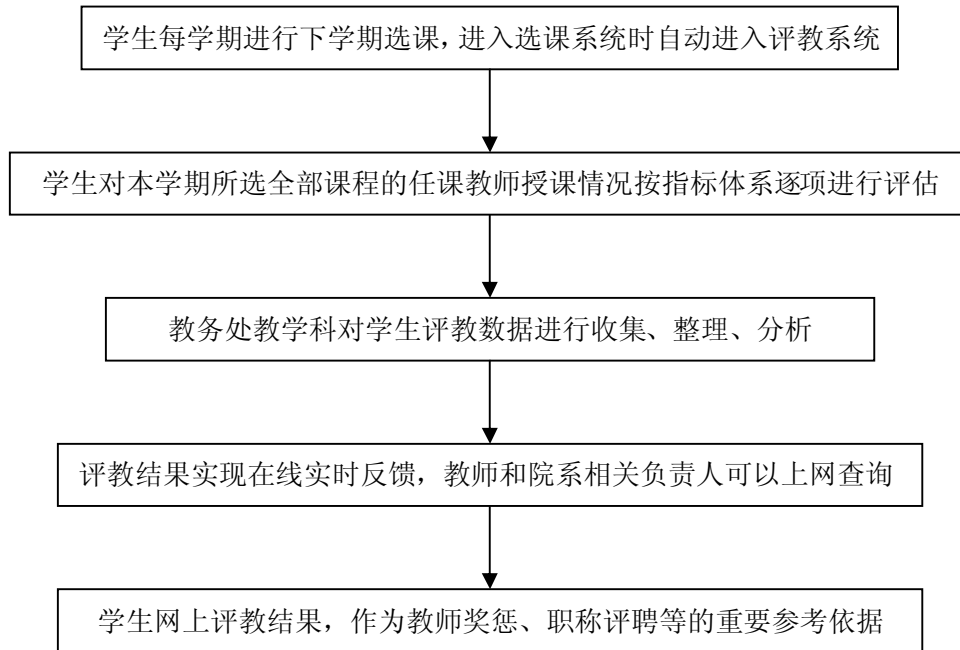 学生每学期进行下学期选课，进入选课系统时自动进入评教系统
学生对本学期所选全部课程的任课教师授课情况按指标体系逐项进行评估
教务处教学科对学生评教数据进行收集、整理、分析
评教结果实现在线实时反馈，教师和院系相关负责人可以上网查询
学生网上评教结果，作为教师奖惩、职称评聘等的重要参考依据